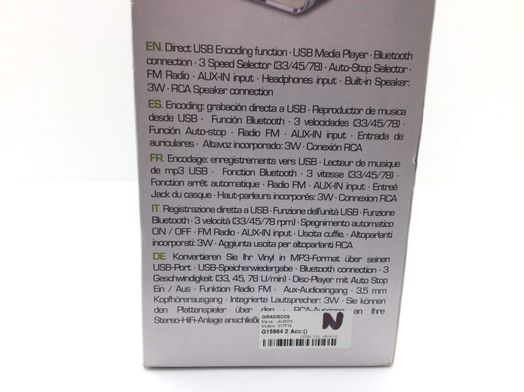 EN. Direct USB Encoding function · USB Media Player · Bluetooth
connection · 3 Speed Selector (33/45/78) · Auto-Stop Selector ·
FM Radio · AUX-IN input · Headphones input · Built-in Speaker:
3W · RCA Speaker connection
ES. Encoding: grabación directa a USB · Reproductor de musica
desde USB · Función Bluetooth · 3 velocidades (33/45/78) ·
Función Auto-stop · Radio FM · AUX-IN input · Entrada de
auriculares · Altavoz incorporado: 3W · Conexión RCA
FR. Encodage: enregistrements vers USB · Lecteur de musique
de mp3 USB · Fonction Bluetooth · 3 vitesse (33/45/78) ·
Fonction arrêt automatique · Radio FM · AUX-IN input · Entreé
Jack du casque · Haut-parleurs incorporés: 3W · Connexion RCA
IT. Registrazione diretta a USB · Funzione dell'unità USB · Funzione
Bluetooth · 3 velocità (33/45/78 rpm) · Spegnimento automatico
ON / OFF · FM Radio · AUX-IN input · Uscita cuffie. · Altoparlanti
incorporati: 3W · Aggiunta uscita per altoparlanti RCA
DE. Konvertieren Sie Ihr Vinyl in MP3-Format über seinen
USB-Port · USB-Speicherwiedergabe · Bluetooth connection · 3
Geschwindigkeit (33, 45, 78 U/min) · Disc-Player mit Auto Stop
Ein / Aus · Funktion Radio FM · Aux-Audioeingang · 3,5 mm
Kopfhörerausgang · Integrierte Lautsprecher: 3W · Sie können
den Plattenspieler über den RCA-Ausgang an Ihre
Stereo-HiFi-Anlage anschließe
GIRADISCOS
G15864 2 Acc:()
N